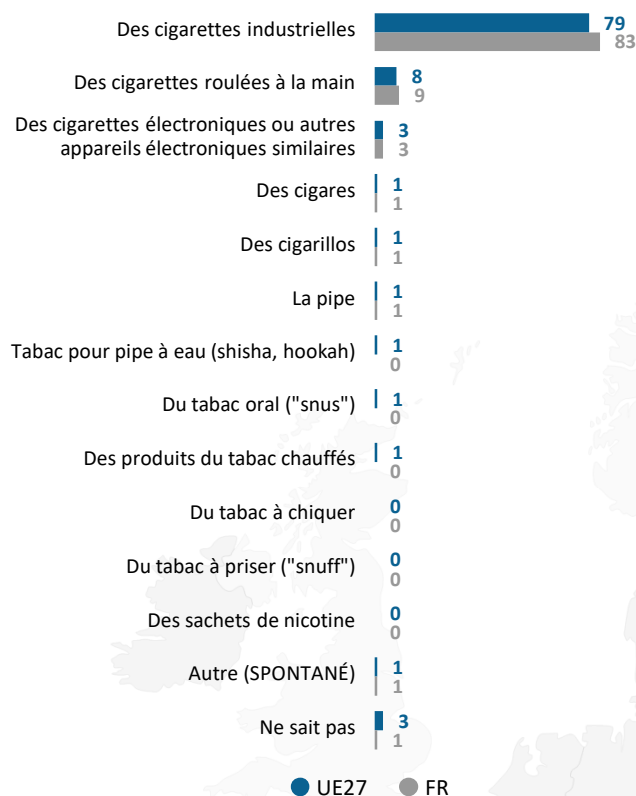 Des cigarettes industrielles
79
83
Des cigarettes roulées à la main
8
9
Des cigarettes électroniques ou autres
appareils électroniques similaires
3
3
Des cigares
1
1
Des cigarillos
1
1
La pipe
1
1
Tabac pour pipe à eau (shisha, hookah)
1
0
Du tabac oral ("snus")
1
0
Des produits du tabac chauffés
1
0
Du tabac à chiquer
0
0
Du tabac à priser ("snuff")
0
0
Des sachets de nicotine
0
0
Autre (SPONTANÉ)
1
1
Ne sait pas
3
1
UE27 FR